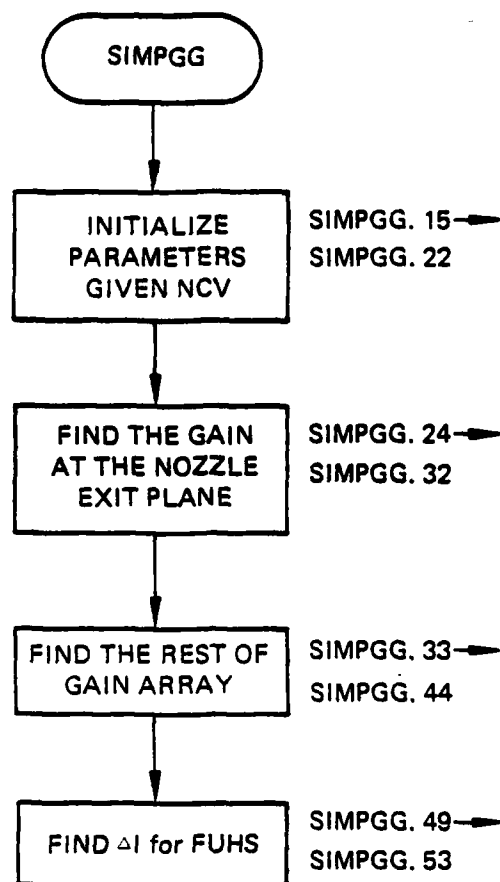 SIMPGG
INITIALIZE
PARAMETERS
GIVEN NCV
SIMPGG. 15→
SIMPGG. 22
FIND THE GAIN
AT THE NOZZLE
EXIT PLANE
SIMPGG. 24→
SIMPGG. 32
FIND THE REST OF
GAIN ARRAY
SIMPGG. 33→
SIMPGG. 44
FIND ΔI for FUHS
SIMPGG. 49→
SIMPGG. 53